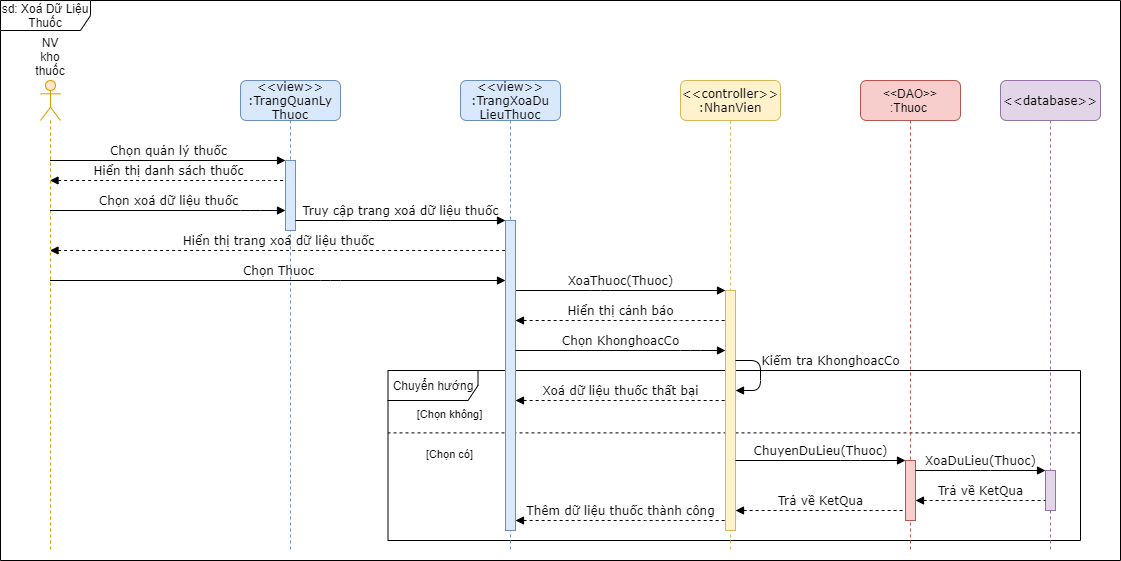 sd: Xoá Dữ Liệu
Thuốc
NV
kho
thuốc
<<view>>
:TrangQuanLy
Thuoc
<<view>>
:TrangXoaDu
LieuThuoc
<<controller>>
:NhanVien
<<DAO>>
:Thuoc
<<database>>
Chọn quản lý thuốc
Hiển thị danh sách thuốc
Chọn xoá dữ liệu thuốc
Truy cập trang xoá dữ liệu thuốc
Hiển thị trang xoá dữ liệu thuốc
Chọn Thuoc
XoaThuoc(Thuoc)
Hiển thị cảnh báo
Chọn KhonghoacCo
Kiểm tra KhonghoacCo
Chuyển hướng
Xoá dữ liệu thuốc thất bại
[Chọn không]
[Chọn có]
ChuyenDuLieu(Thuoc)
XoaDuLieu(Thuoc)
Trả về KetQua
Trả về KetQua
Thêm dữ liệu thuốc thành công